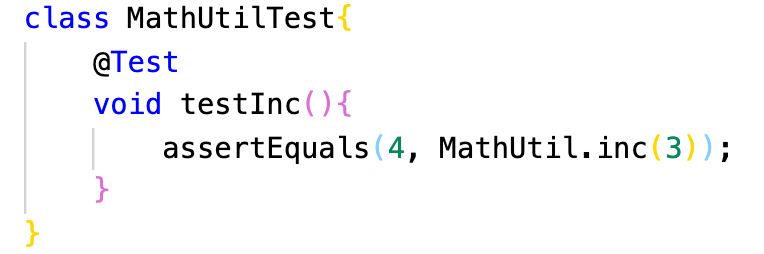 class MathUtilTest{
@Test
void testInc(){
assertEquals(4, MathUtil.inc(3));
}
}